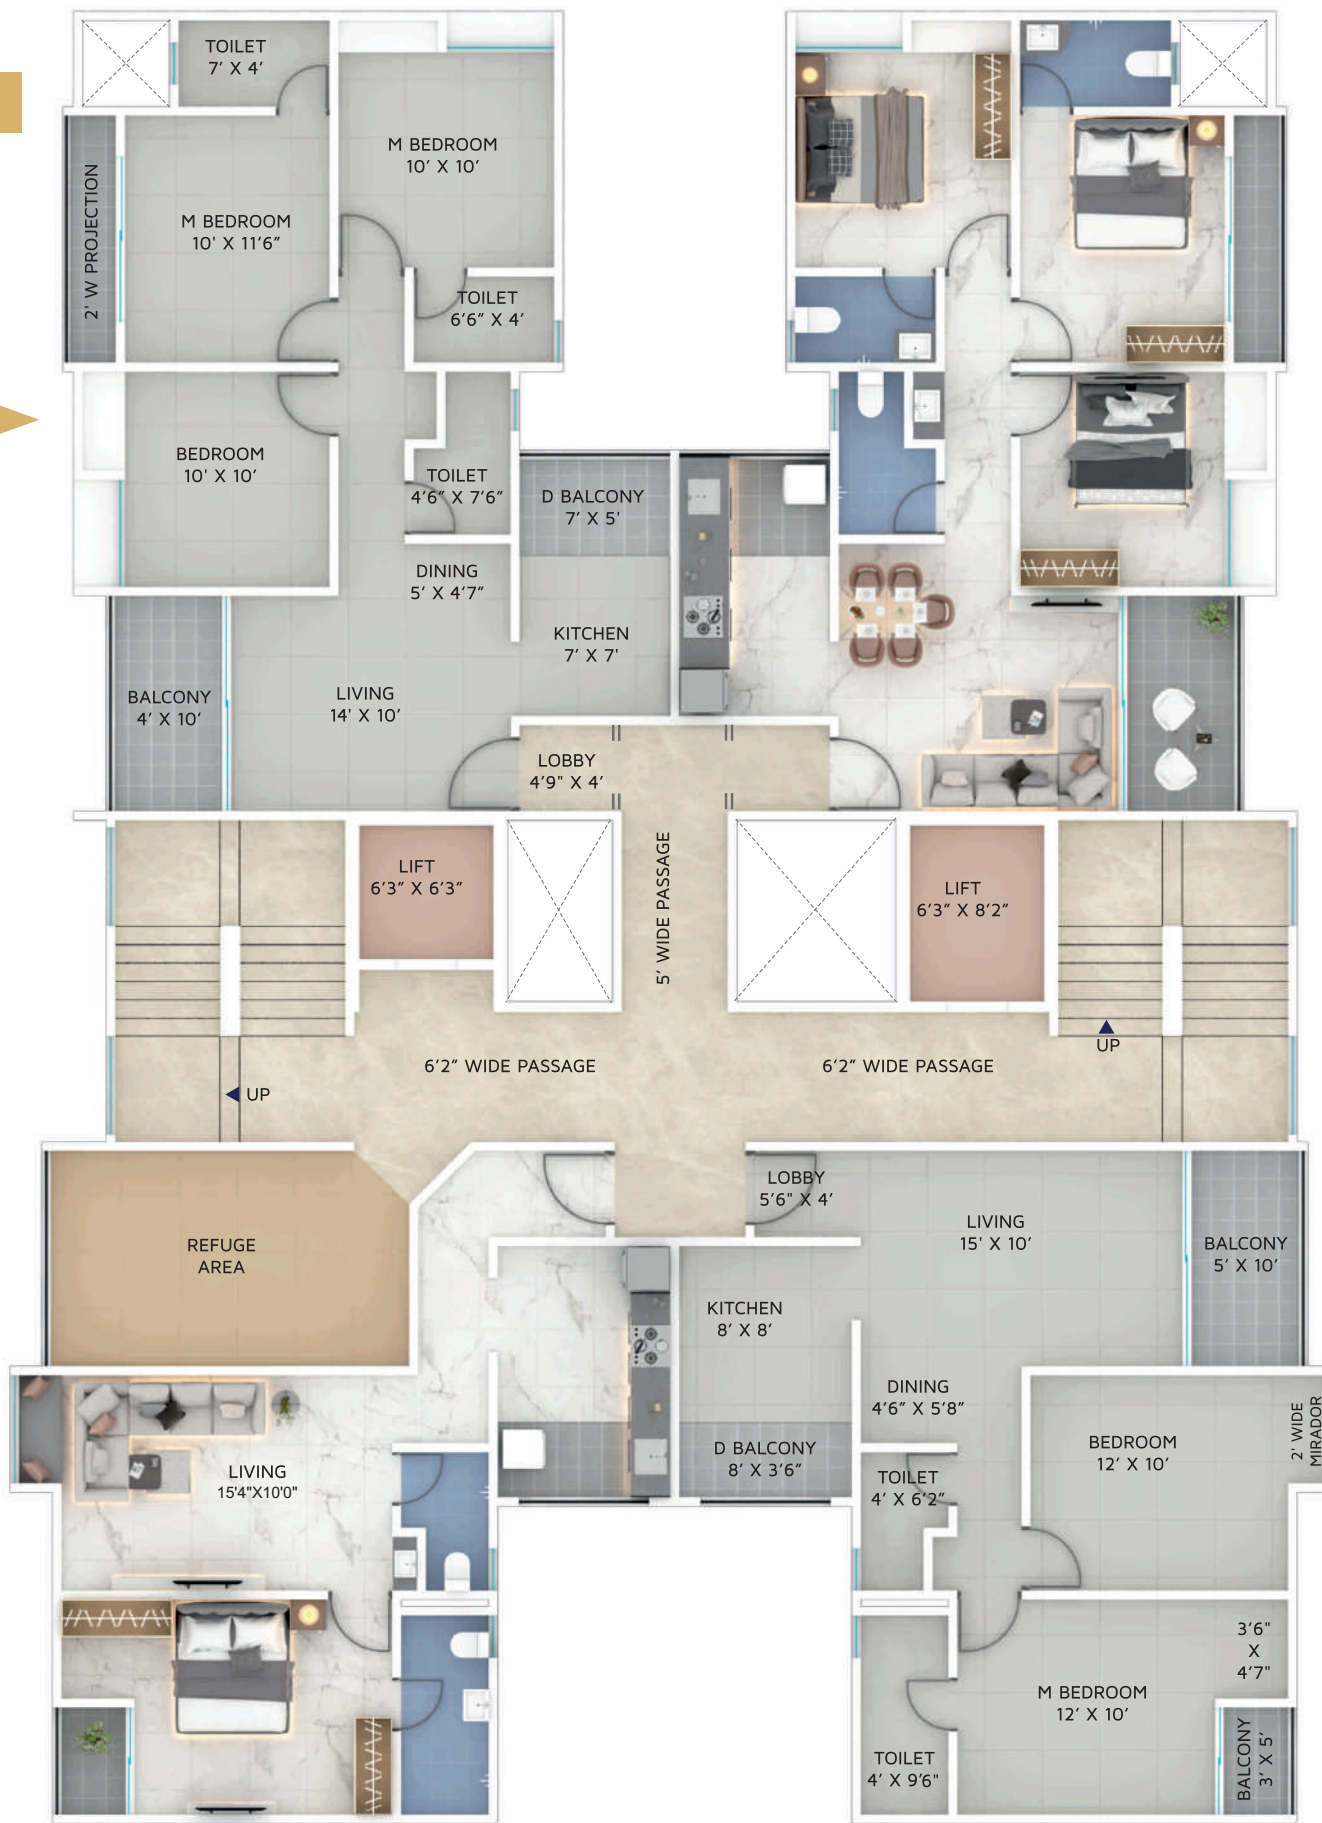 TOILET
7’ X 4’
M BEDROOM
10’ X 10’
2’ W PROJECTION
M BEDROOM
10' X 11’6”
TOILET
6’6” X 4’
BEDROOM
10' X 10’
TOILET
4’6” X 7’6”
D BALCONY
7’ X 5'
DINING
5’ X 4’7”
KITCHEN
7’ X 7'
BALCONY
4’ X 10’
LIVING
14' X 10’
LOBBY
4’9" X 4’
5’ WIDE PASSAGE
LIFT
6’3” X 6’3”
LIFT
6’3” X 8’2”
6’2” WIDE PASSAGE
6’2” WIDE PASSAGE
UP
UP
LOBBY
5’6" X 4’
LIVING
15' X 10’
BALCONY
5’ X 10’
REFUGE
AREA
KITCHEN
8’ X 8’
DINING
4’6” X 5’8”
2' WIDE
MIRADOR
BEDROOM
12’ X 10’
D BALCONY
8’ X 3’6”
TOILET
4’ X 6’2”
LIVING
15'4"X10'0"
3’6"
X
4’7"
M BEDROOM
12’ X 10’
TOILET
4’ X 9’6"
BALCONY
3’ X 5’